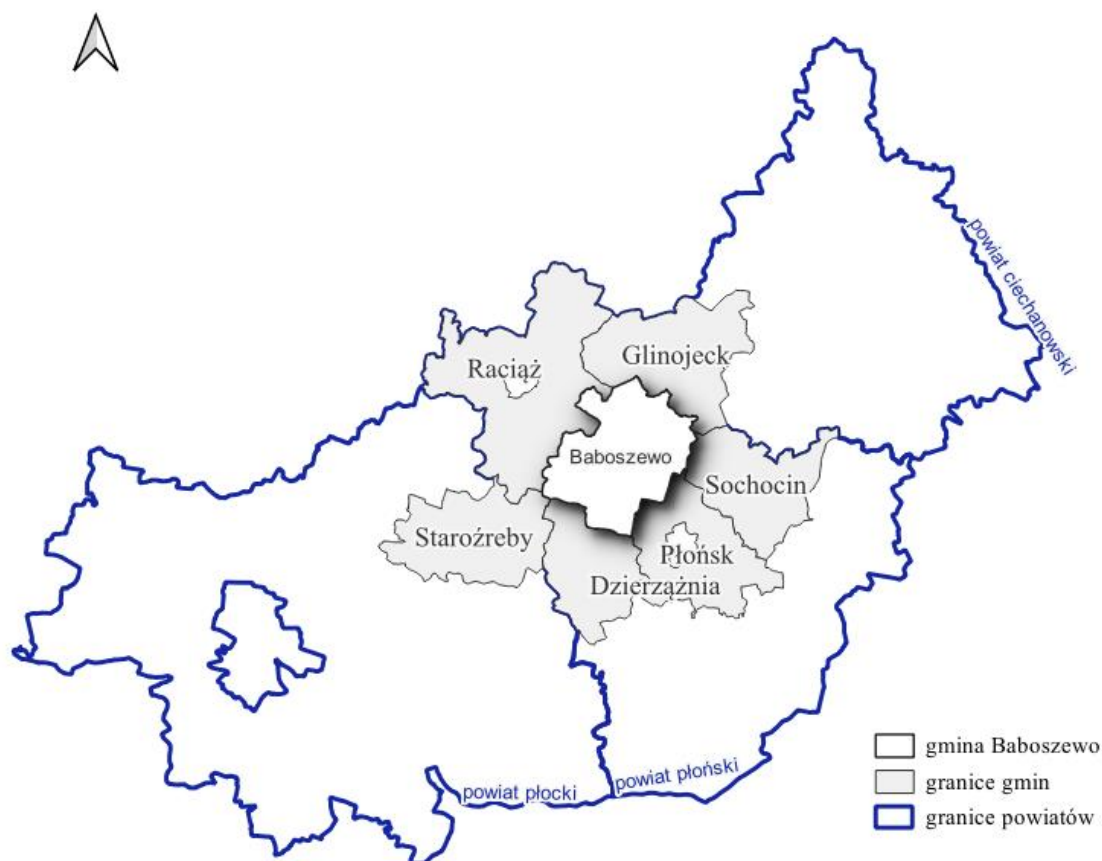 powiat ciechanowski
Glinojeck
Raciąż
Baboszewo
Sochocin
Staroźreby
Płońsk
Dzierzążnia
gmina Baboszewo
powiat płoński
granice gmin
powiat płocki
granice powiatów